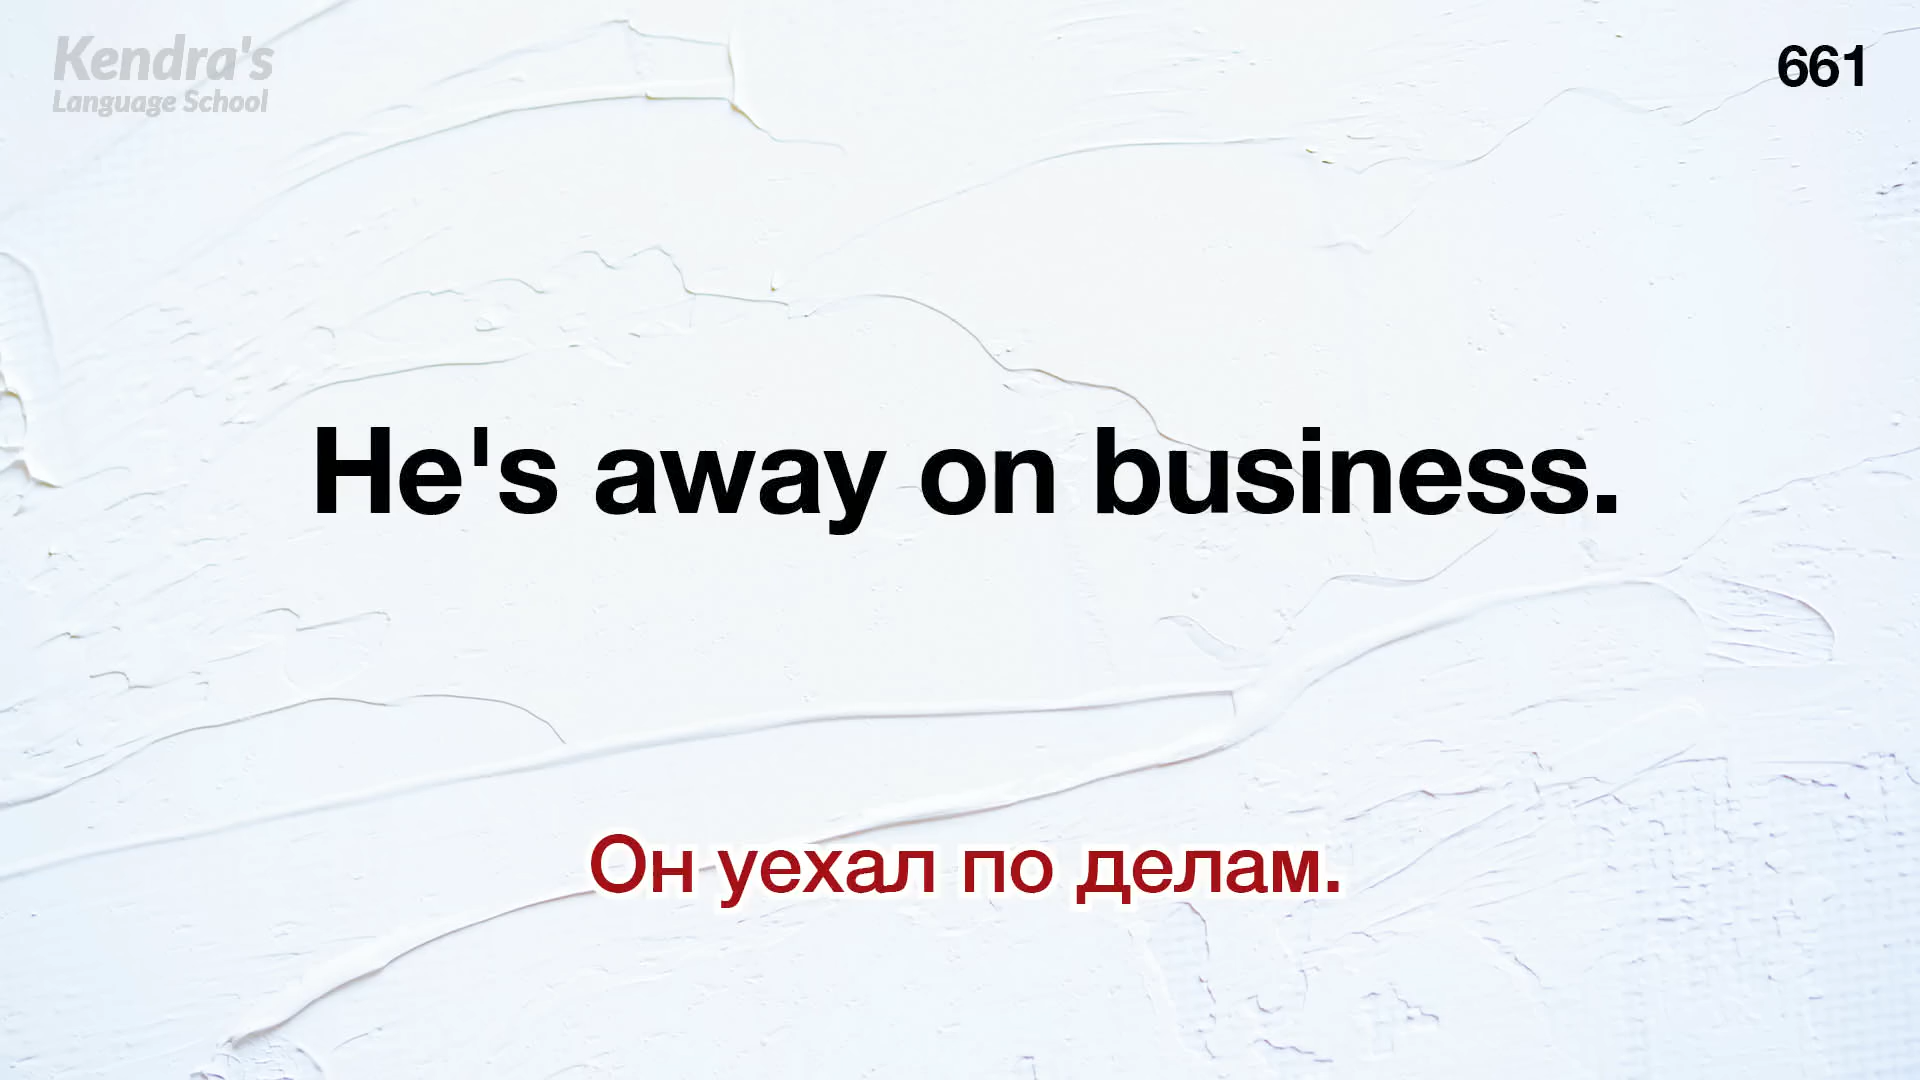 Kendra's
Language School
661
He's away on business.
Он уехал по делам.